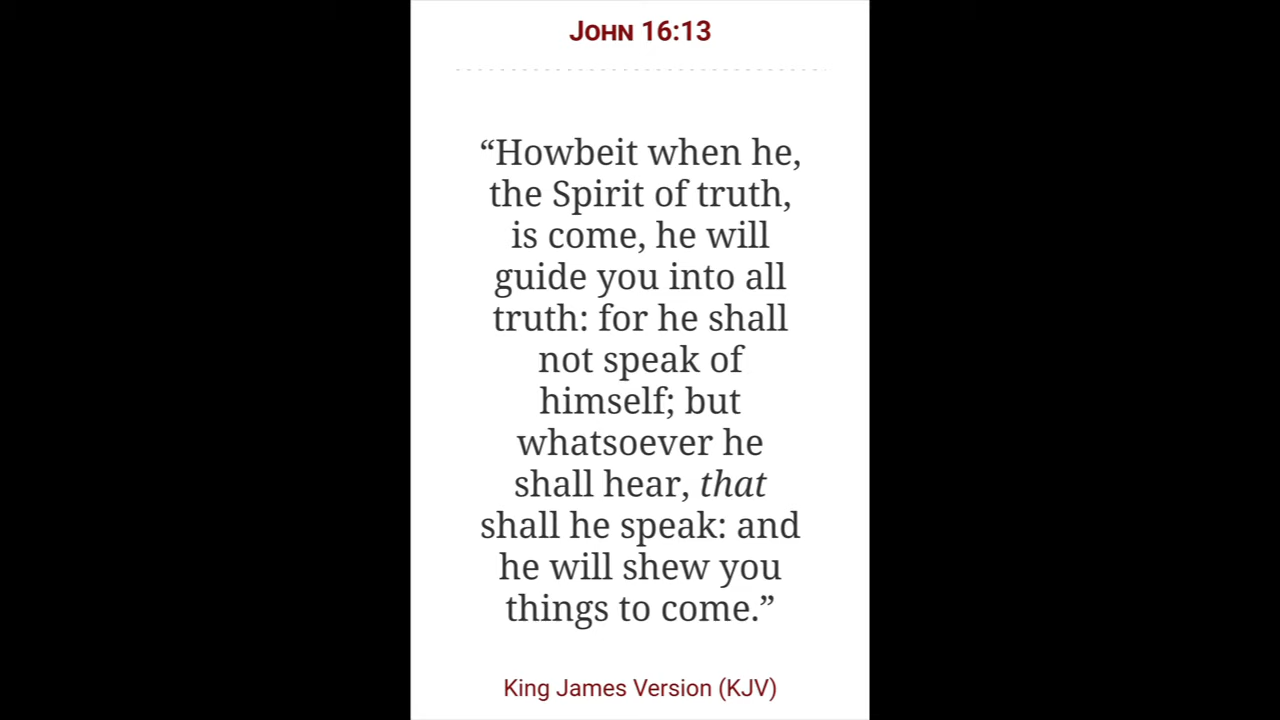 John 16:13
“Howbeit when he,
the Spirit of truth,
is come, he will
guide you into all
truth: for he shall
not speak of
himself; but
whatsoever he
shall hear, that
shall he speak: and
he will shew you
things to come.”
King James Version (KJV)